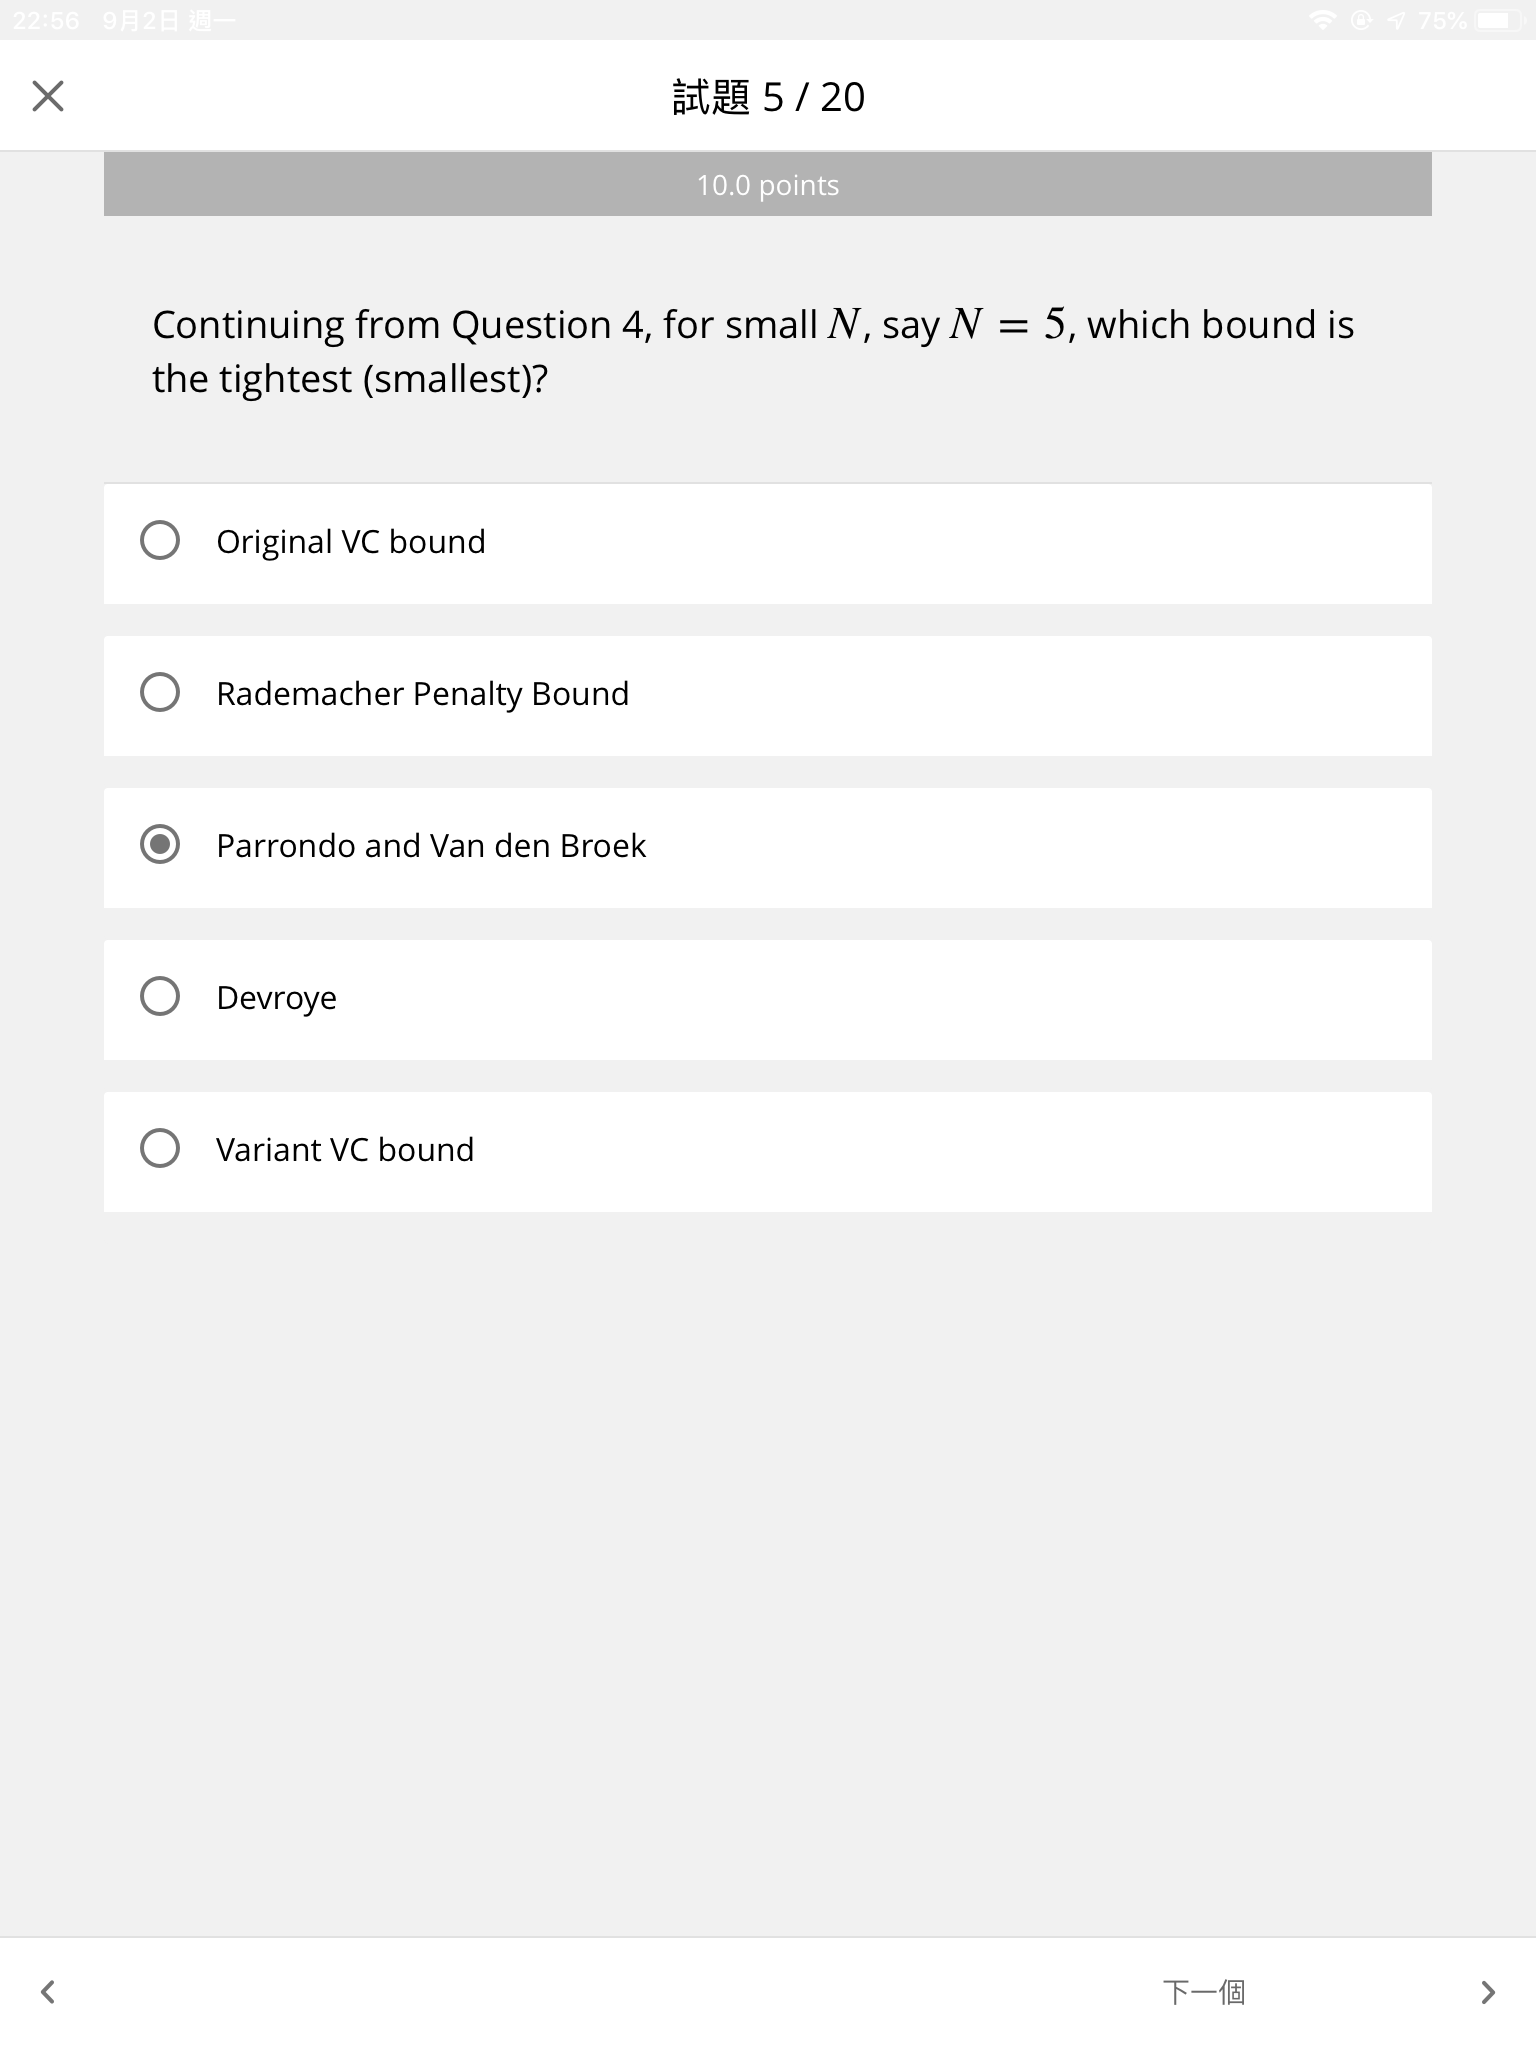 22:56 9月2日 週一 75%
試題 5 / 20
10.0 points
Continuing from Question 4, for small N, say N = 5, which bound is
the tightest (smallest)?
Original VC bound
Rademacher Penalty Bound
Parrondo and Van den Broek
Devroye
Variant VC bound
下一個